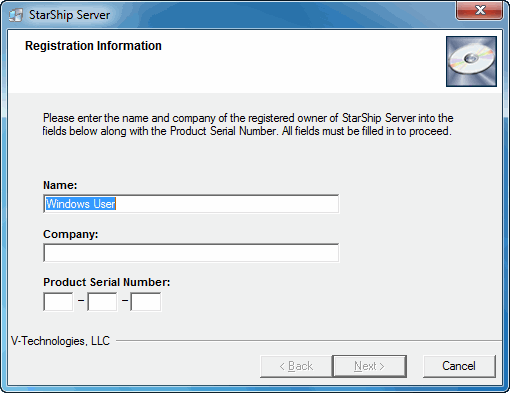 StarShip Server
Registration Information
Please enter the name and company of the registered owner of StarShip Server into the
fields below along with the Product Serial Number. All fields must be filled in to proceed.
Name:
Windows User
Company:
Product Serial Number:
– –
V-Technologies, LLC
< Back Next > Cancel